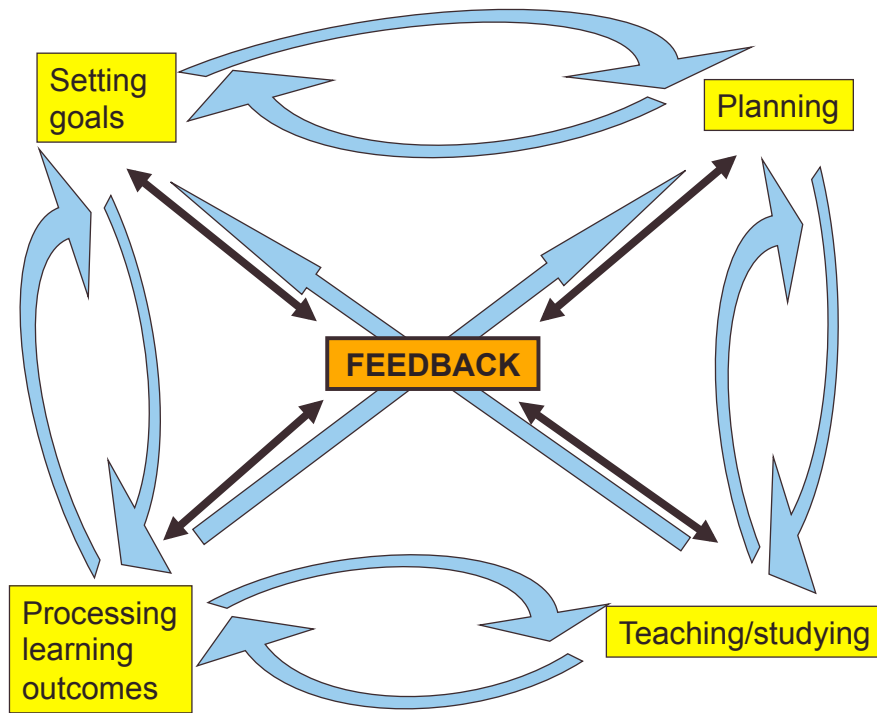 Setting
goals
Planning
FEEDBACK
Processing
learning
outcomes
Teaching/studying